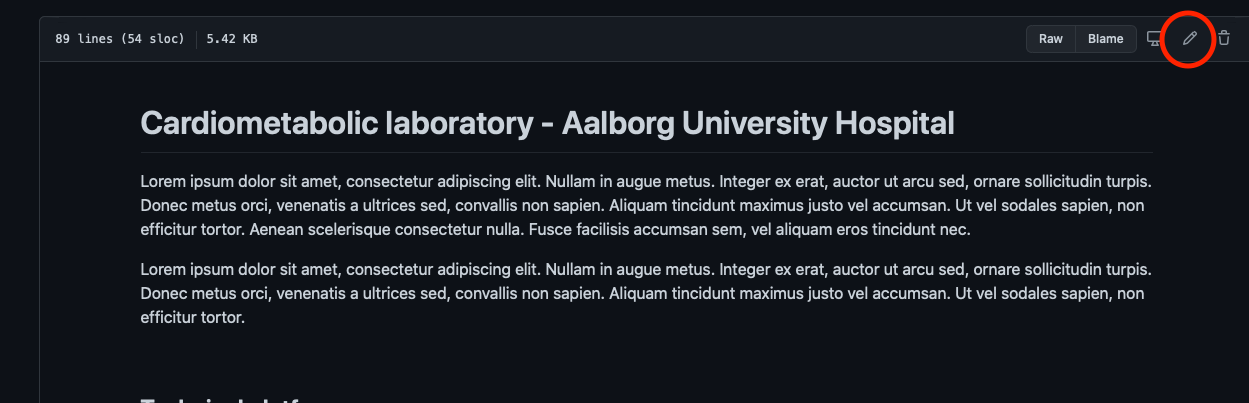 89 lines (54 sloc) 5.42 KB
Raw Blame
Cardiometabolic laboratory - Aalborg University Hospital
Lorem ipsum dolor sit amet, consectetur adipiscing elit. Nullam in augue metus. Integer ex erat, auctor ut arcu sed, ornare sollicitudin turpis.
Donec metus orci, venenatis a ultrices sed, convallis non sapien. Aliquam tincidunt maximus justo vel accumsan. Ut vel sodales sapien, non
efficitur tortor. Aenean scelerisque consectetur nulla. Fusce facilisis accumsan sem, vel aliquam eros tincidunt nec.
Lorem ipsum dolor sit amet, consectetur adipiscing elit. Nullam in augue metus. Integer ex erat, auctor ut arcu sed, ornare sollicitudin turpis.
Donec metus orci, venenatis a ultrices sed, convallis non sapien. Aliquam tincidunt maximus justo vel accumsan. Ut vel sodales sapien, non
efficitur tortor.